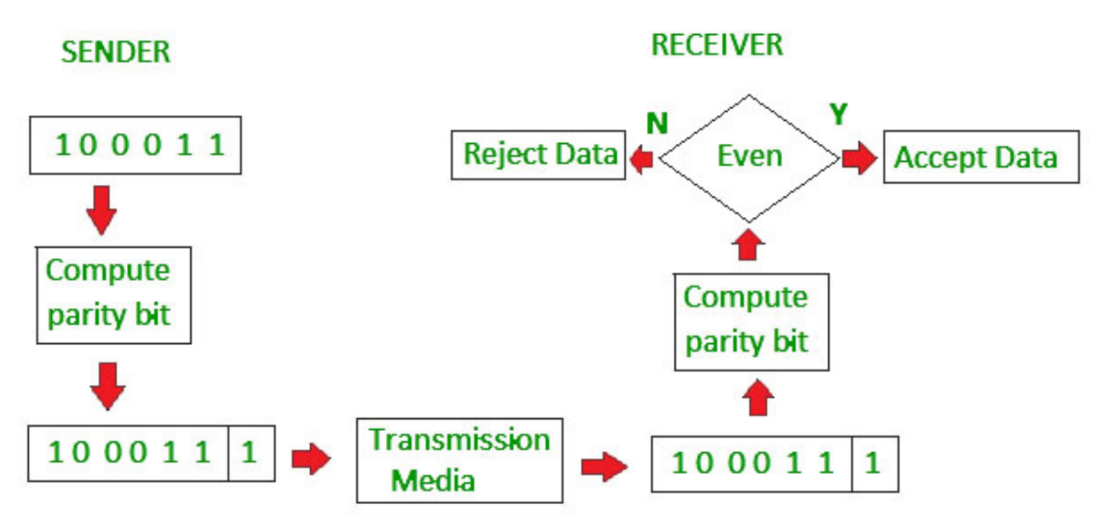 SENDER
RECEIVER
1 0 0 0 1 1
N
Y
Reject Data
Even
Accept Data
Compute
parity bit
Compute
parity bit
1 0 0 0 1 1 1
Transmission
Media
1 0 0 0 1 1 1